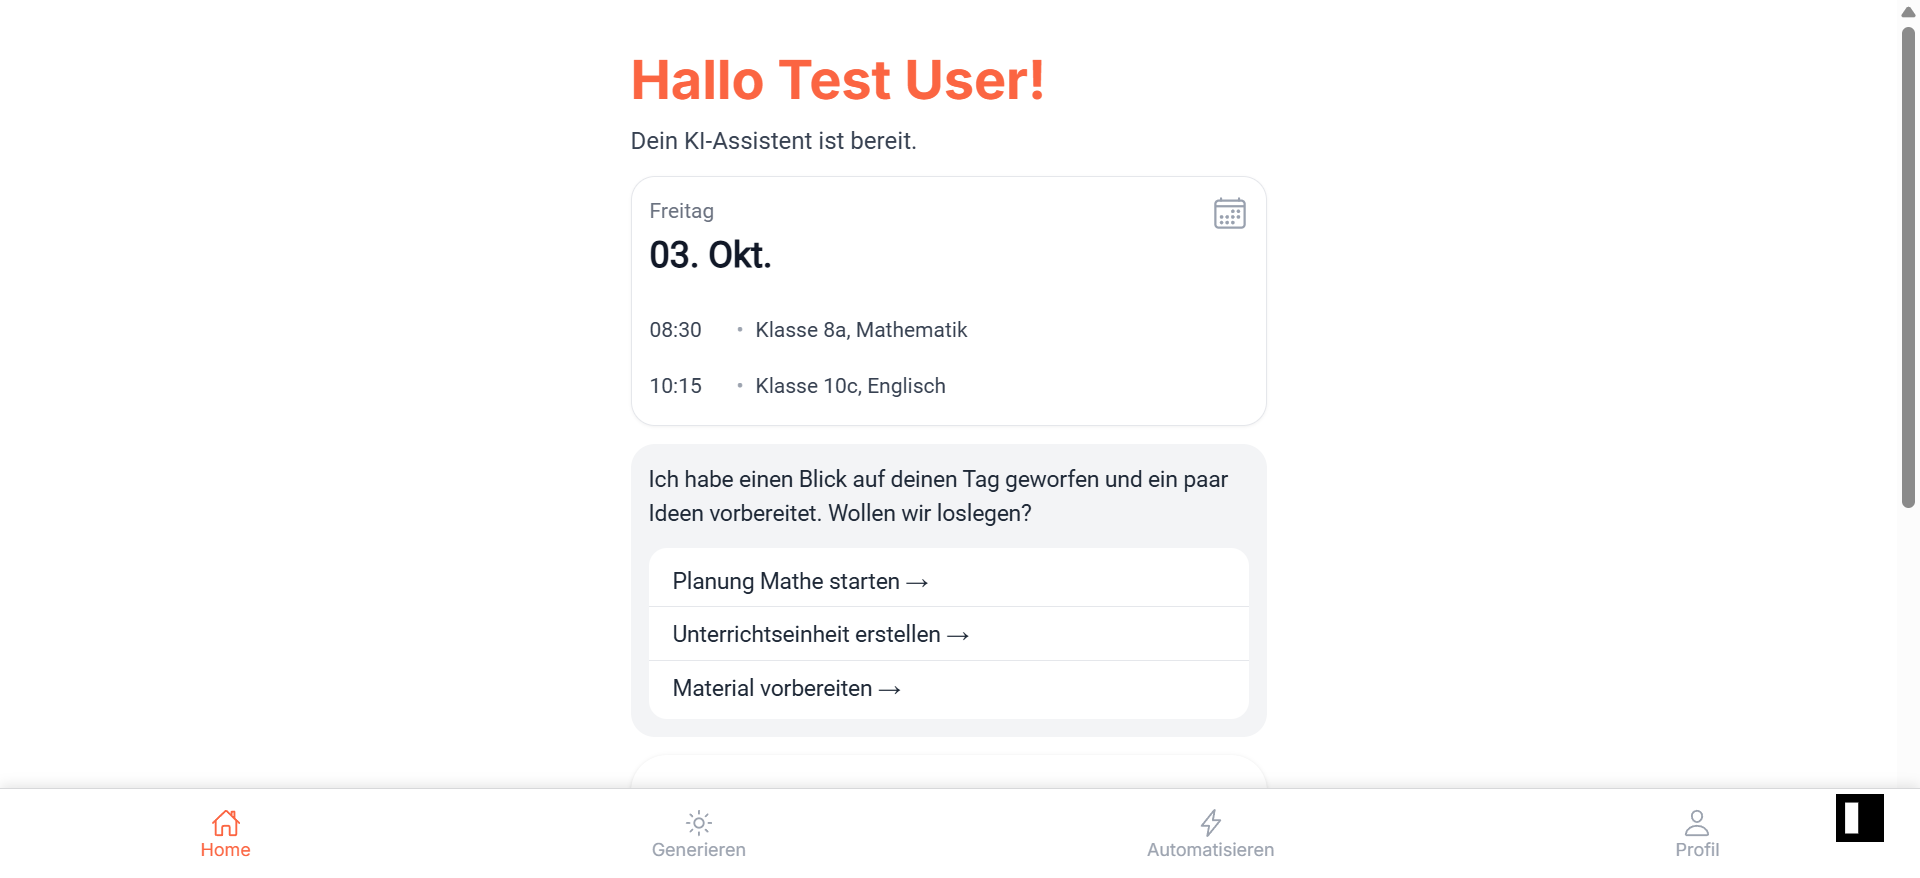 Hallo Test User!
Dein KI-Assistent ist bereit.
Freitag
03. Okt.
08:30 • Klasse 8a, Mathematik
10:15 • Klasse 10c, Englisch
Ich habe einen Blick auf deinen Tag geworfen und ein paar
Ideen vorbereitet. Wollen wir loslegen?
Planung Mathe starten →
Unterrichtseinheit erstellen →
Material vorbereiten →
Home
Generieren
Automatisieren
Profil